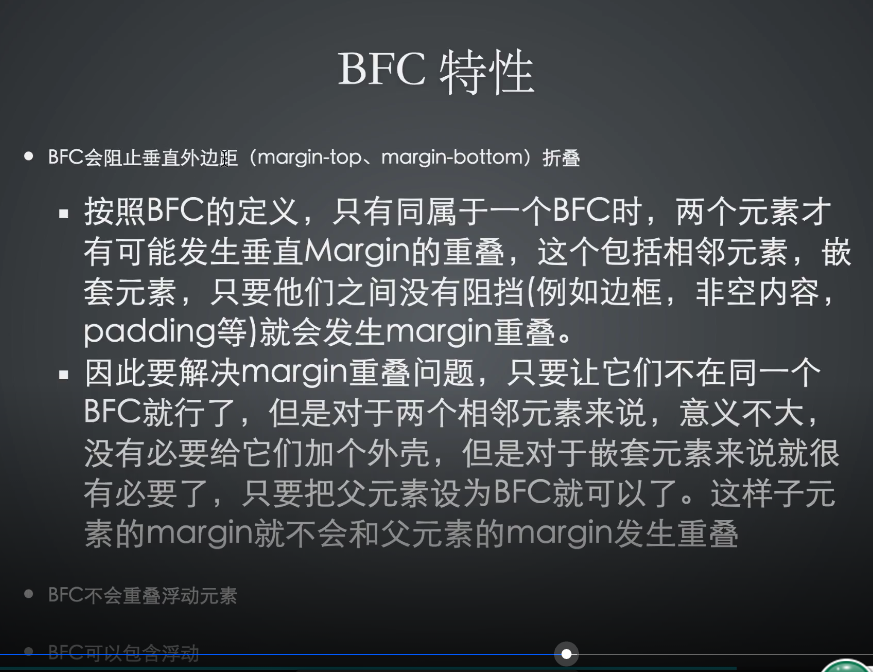 BFC 特性
BFC会阻止垂直外边距（margin-top、margin-bottom）折叠
按照BFC的定义，只有同属于一个BFC时，两个元素才
有可能发生垂直Margin的重叠，这个包括相邻元素，嵌
套元素，只要他们之间没有阻挡(例如边框，非空内容，
padding等)就会发生margin重叠。
因此要解决margin重叠问题，只要让它们不在同一个
BFC就行了，但是对于两个相邻元素来说，意义不大，
没有必要给它们加个外壳，但是对于嵌套元素来说就很
有必要了，只要把父元素设为BFC就可以了。这样子元
素的margin就不会和父元素的margin发生重叠
BFC不会重叠浮动元素
BFC可以包含浮动